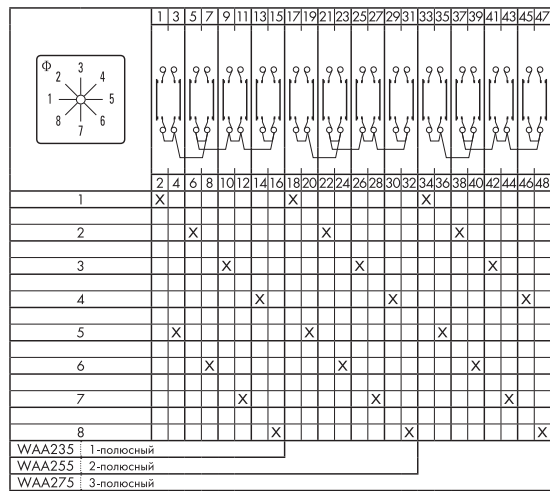 1 3 5 7 9 11 13 15 17 19 21 23 25 27 29 31 33 35 37 39 41 43 45 47
Φ
3
2 4
1 5
8 6
7
2 4 6 8 10 12 14 16 18 20 22 24 26 28 30 32 34 36 38 40 42 44 46 48
1 X X X
2 X X X
3 X X X
4 X X X
5 X X X
6 X X X
7 X X X
8 X X X
WAA235 1-полюсный
WAA255 2-полюсный
WAA275 3-полюсный